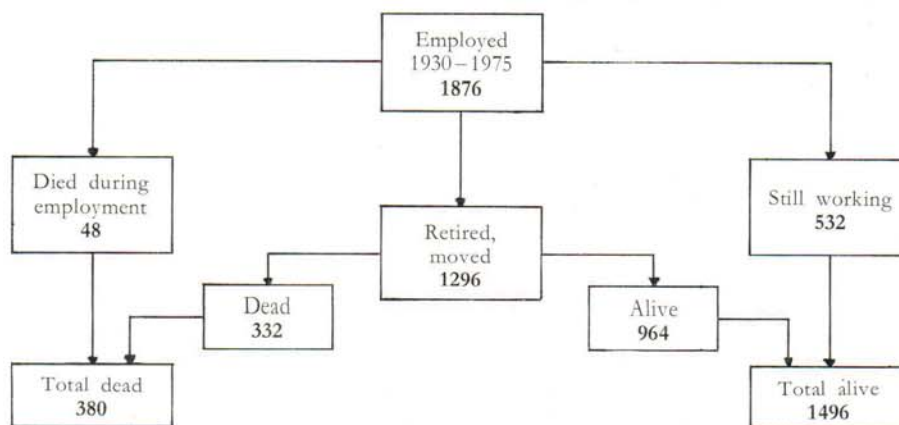 Employed
1930–1975
1876
Died during
employment
48
Retired,
moved
1296
Still working
532
Dead
332
Alive
964
Total dead
380
Total alive
1496